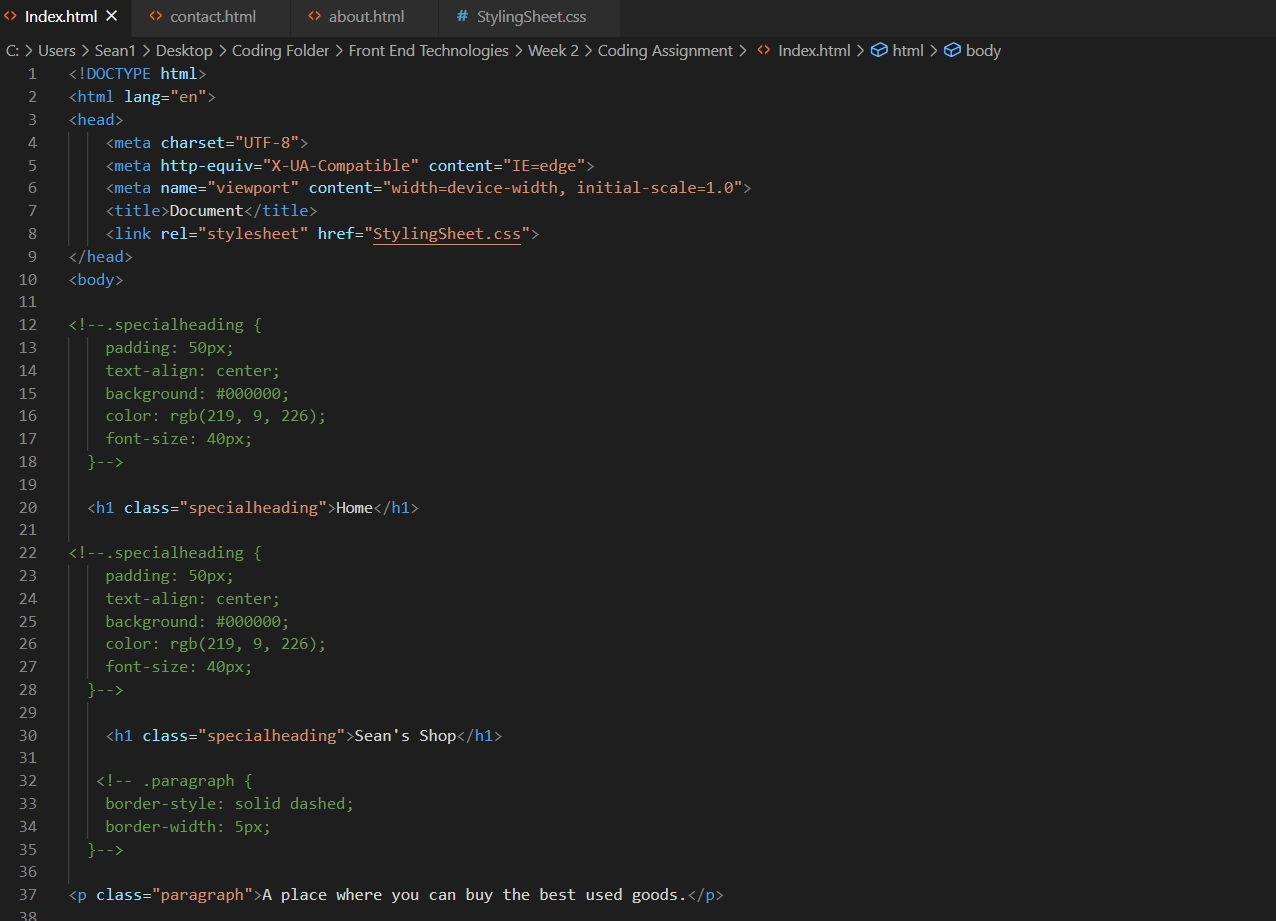 Index.html
contact.html
about.html
# StylingSheet.css
C: > Users > Sean1 > Desktop > Coding Folder > Front End Technologies > Week 2 > Coding Assignment > Index.html > html > body
1 <!DOCTYPE html>
2 <html lang="en">
3 <head>
4 <meta charset="UTF-8">
5 <meta http-equiv="X-UA-Compatible" content="IE=edge">
6 <meta name="viewport" content="width=device-width, initial-scale=1.0">
7 <title>Document</title>
8 <link rel="stylesheet" href="StylingSheet.css">
9 </head>
10 <body>
11
12 <!--.specialheading {
13 padding: 50px;
14 text-align: center;
15 background: #000000;
16 color: rgb(219, 9, 226);
17 font-size: 40px;
18 }-->
19
20 <h1 class="specialheading">Home</h1>
21
22 <!--.specialheading {
23 padding: 50px;
24 text-align: center;
25 background: #000000;
26 color: rgb(219, 9, 226);
27 font-size: 40px;
28 }-->
29
30 <h1 class="specialheading">Sean's Shop</h1>
31
32 <!-- .paragraph {
33 border-style: solid dashed;
34 border-width: 5px;
35 }-->
36
37 <p class="paragraph">A place where you can buy the best used goods.</p>
38